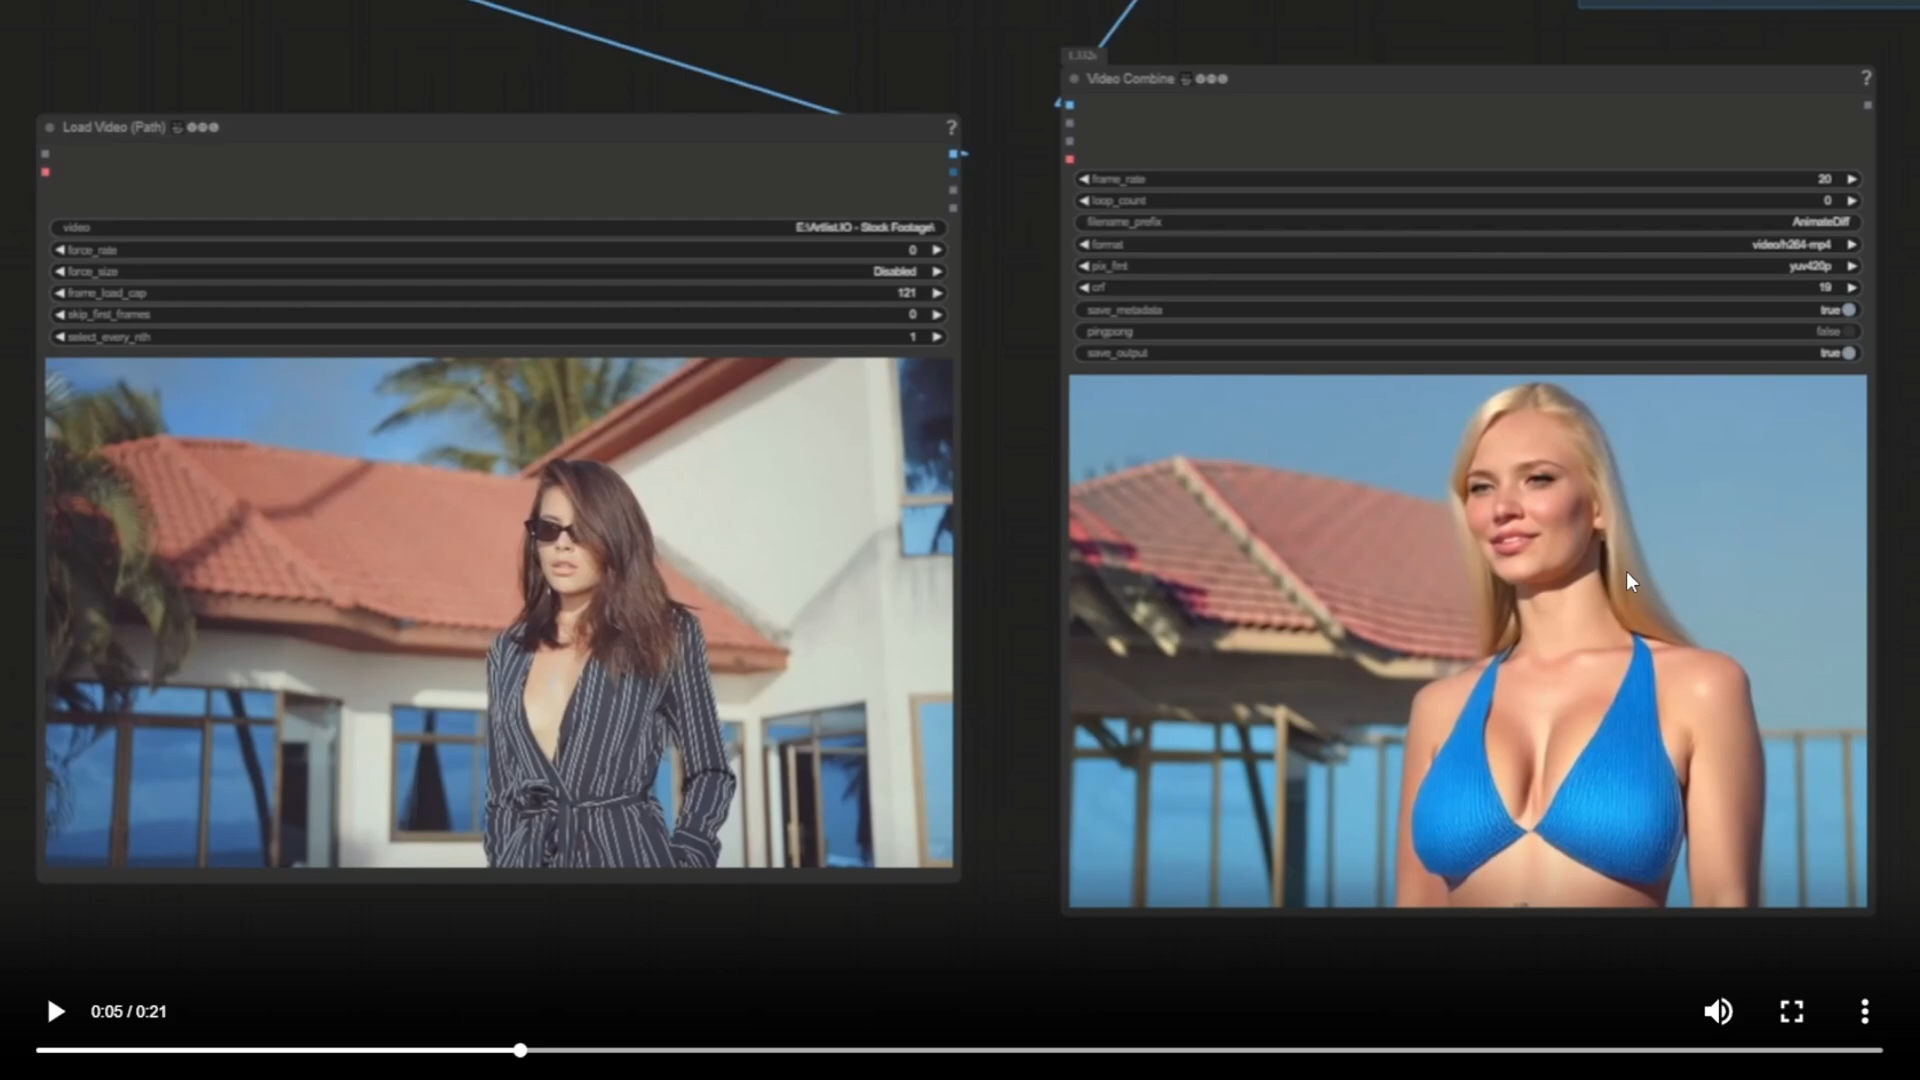 1.332s
Video Combine
?
Load Video (Path)
?
video E:\Artlist.IO - Stock Footage\
force_rate 0
force_size Disabled
frame_load_cap 121
skip_first_frames 0
select_every_nth 1
frame_rate 20
loop_count 0
filename_prefix AnimateDiff
format video/h264-mp4
pix_fmt yuv420p
crf 19
save_metadata true
pingpong false
save_output true
0:05 / 0:21